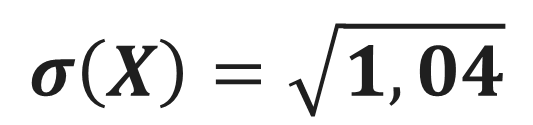 σ(X) = √1,04